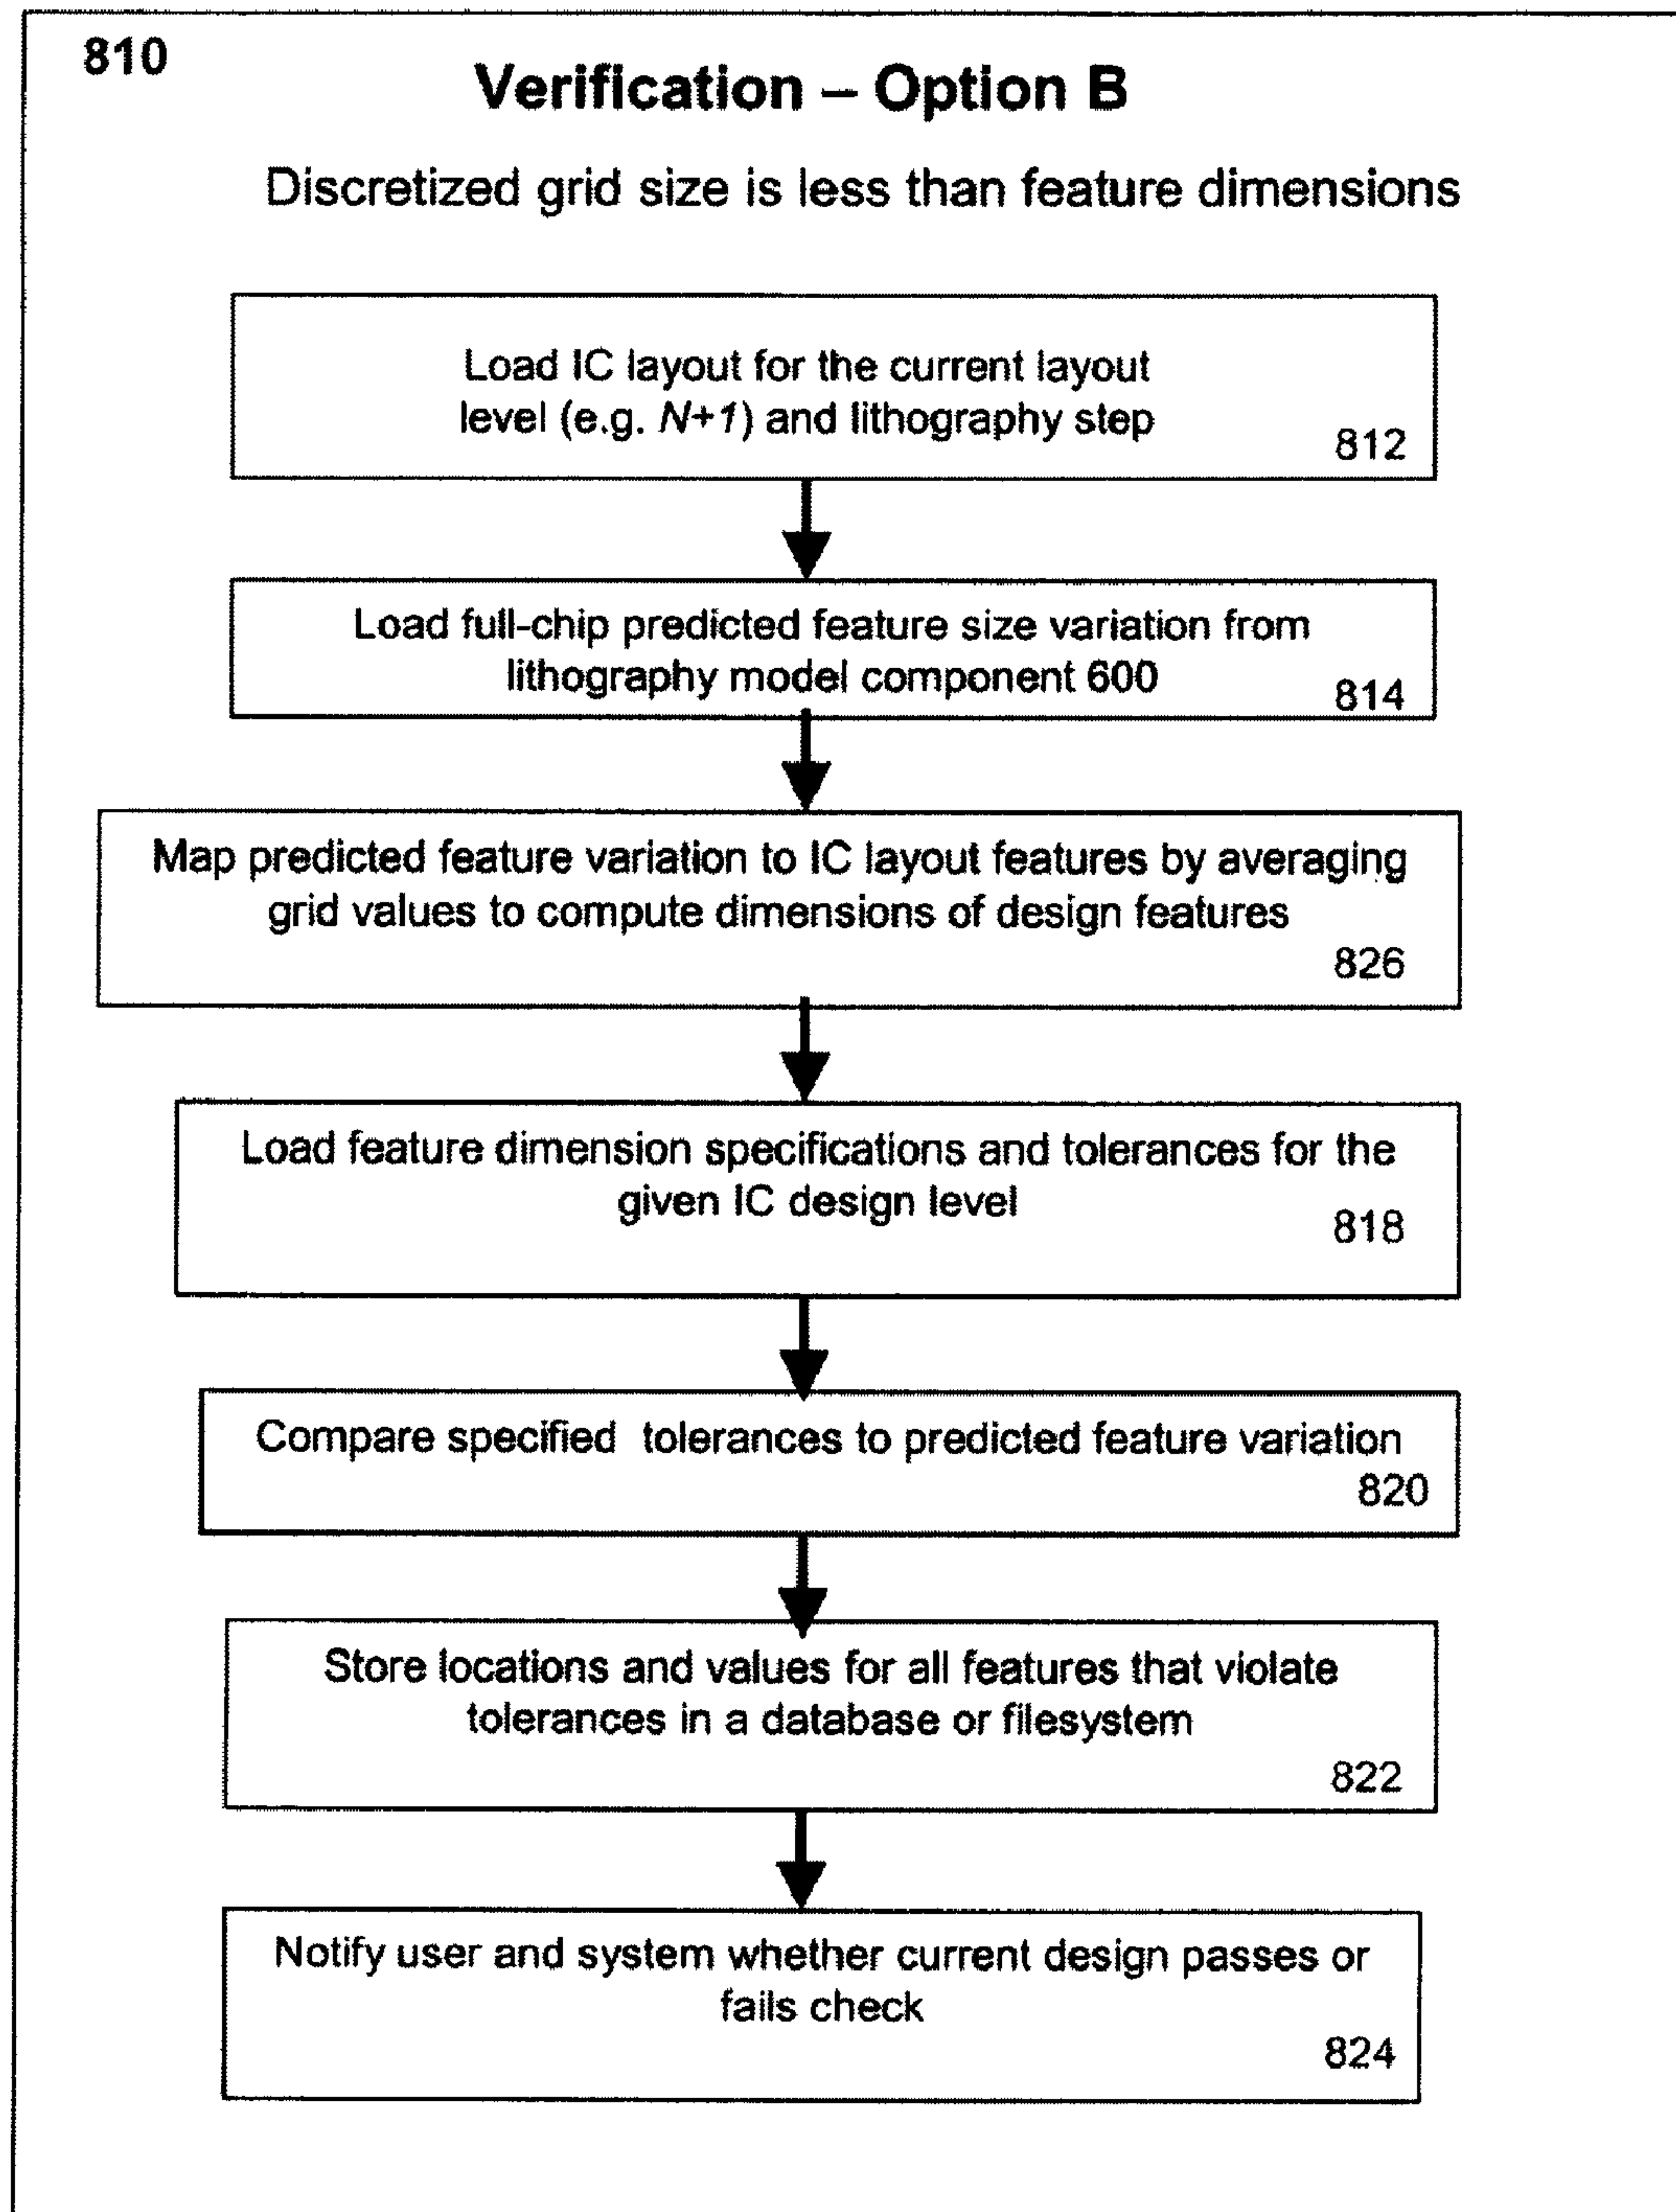 810
Verification – Option B
Discretized grid size is less than feature dimensions
Load IC layout for the current layout
level (e.g. N+1) and lithography step
812
Load full-chip predicted feature size variation from
lithography model component 600
814
Map predicted feature variation to IC layout features by averaging
grid values to compute dimensions of design features
826
Load feature dimension specifications and tolerances for the
given IC design level
818
Compare specified tolerances to predicted feature variation
820
Store locations and values for all features that violate
tolerances in a database or filesystem
822
Notify user and system whether current design passes or
fails check
824